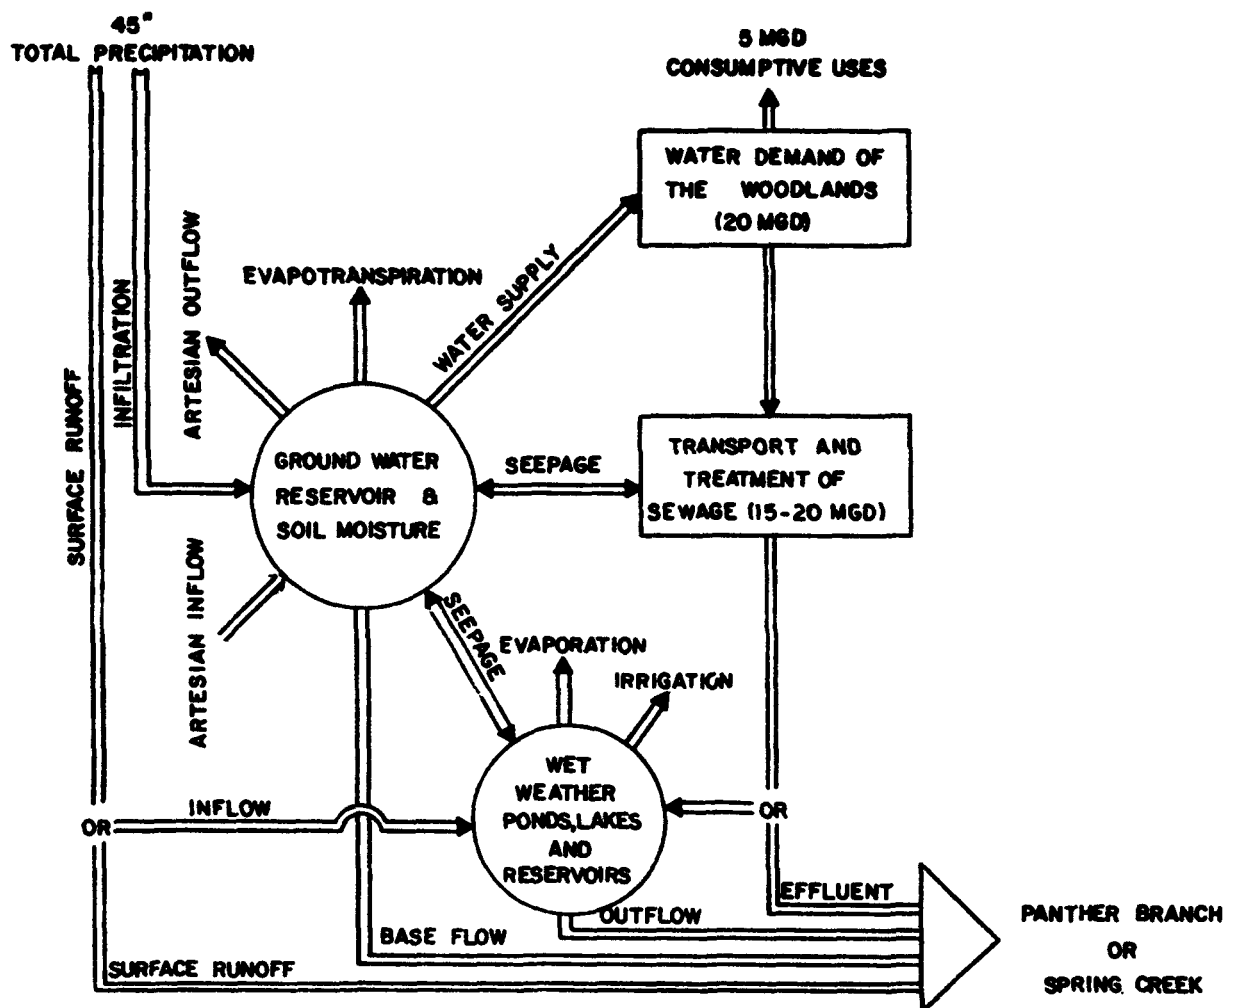 45"
TOTAL PRECIPITATION
5 MGD
CONSUMPTIVE USES
WATER DEMAND OF
THE WOODLANDS
(20 MGD)
ARTESIAN OUTFLOW
EVAPOTRANSPIRATION
WATER SUPPLY
INFILTRATION
SURFACE RUNOFF
GROUND WATER
RESERVOIR &
SOIL MOISTURE
SEEPAGE
TRANSPORT AND
TREATMENT OF
SEWAGE (15-20 MGD)
ARTESIAN INFLOW
SEEPAGE
EVAPORATION
IRRIGATION
WET
WEATHER
PONDS, LAKES
AND
RESERVOIRS
INFLOW
OR
OR
EFFLUENT
OUTFLOW
BASE FLOW
SURFACE RUNOFF
PANTHER BRANCH
OR
SPRING CREEK